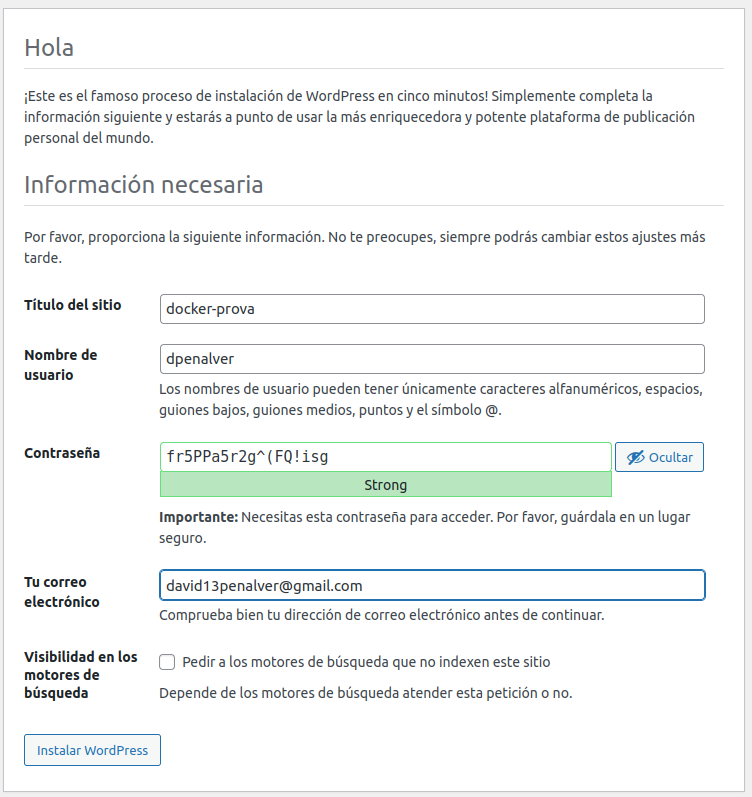 Hola
¡Este es el famoso proceso de instalación de WordPress en cinco minutos! Simplemente completa la
información siguiente y estarás a punto de usar la más enriquecedora y potente plataforma de publicación
personal del mundo.
Información necesaria
Por favor, proporciona la siguiente información. No te preocupes, siempre podrás cambiar estos ajustes más
tarde.
Título del sitio
docker-prova
Nombre de
usuario
dpenalver
Los nombres de usuario pueden tener únicamente caracteres alfanuméricos, espacios,
guiones bajos, guiones medios, puntos y el símbolo @.
Contraseña
fr5PPa5r2g^(FQ!isg
Ocultar
Strong
Importante: Necesitas esta contraseña para acceder. Por favor, guárdala en un lugar
seguro.
Tu correo
electrónico
david13penalver@gmail.com
Comprueba bien tu dirección de correo electrónico antes de continuar.
Visibilidad en los
motores de
búsqueda
Pedir a los motores de búsqueda que no indexen este sitio
Depende de los motores de búsqueda atender esta petición o no.
Instalar WordPress